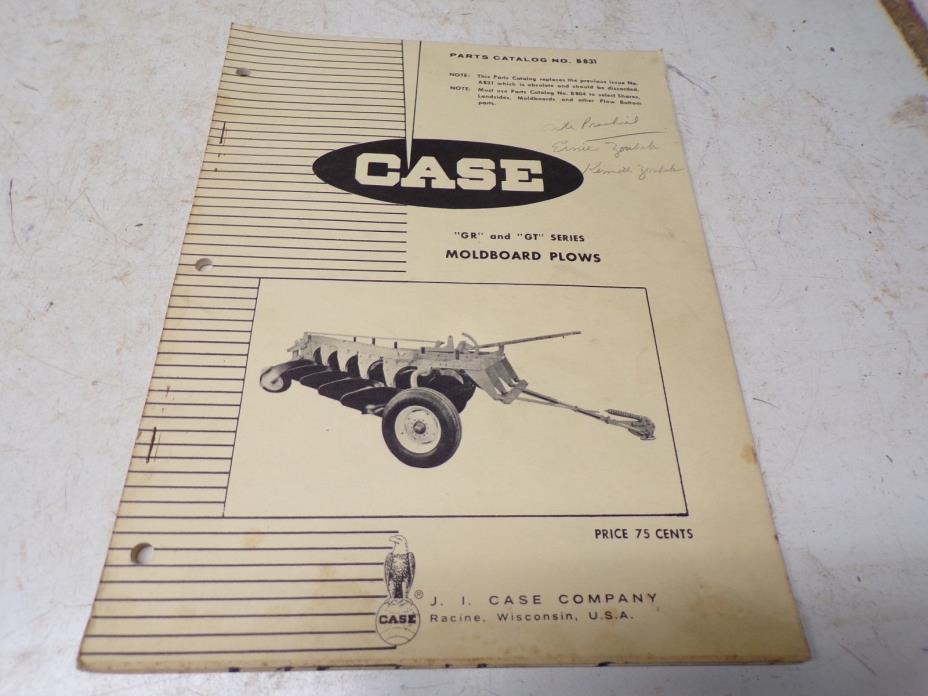 PARTS CATALOG NO. B831
NOTE: This Parts Catalog replaces the previous issue No.
A831 which is obsolete and should be discarded.
NOTE: Must use Parts Catalog No. B804 to select Shares,
Landsides, Moldboards and other Plow Bottom
parts.
Ernie
Kenneth
CASE
"GR" and "GT" SERIES
MOLDBOARD PLOWS
PRICE 75 CENTS
CASE
®
J. I. CASE COMPANY
Racine, Wisconsin, U.S.A.